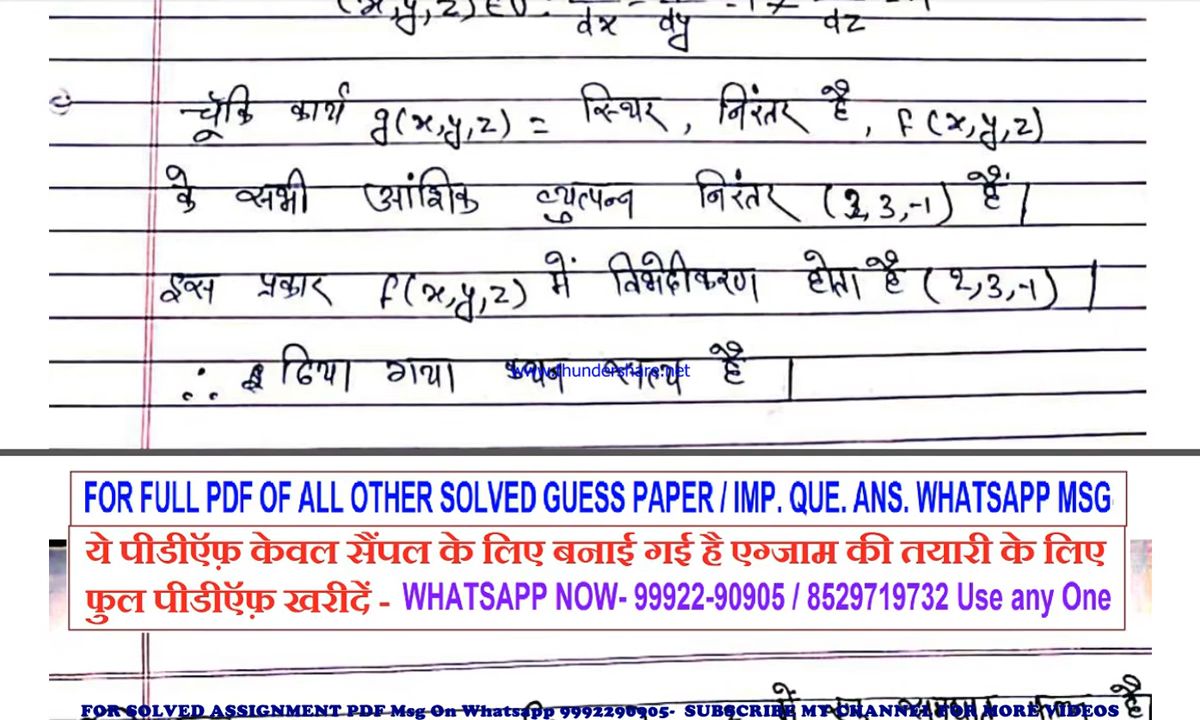 (x,y,z) ∈ D. dx dy dz
चूँकि कार्य g(x,y,z) = स्थिर, निरंतर है, f(x,y,z)
के सभी आंशिक व्युत्पन्न निरंतर (2,3,-1) हैं।
इस प्रकार f(x,y,z) में विभेदीकरण होता है (2,3,-1) |
∴ दिया गया कथन सत्य है |
www.thundershare.net
FOR FULL PDF OF ALL OTHER SOLVED GUESS PAPER / IMP. QUE. ANS. WHATSAPP MSG
ये पीडीऍफ़ केवल सैंपल के लिए बनाई गई है एग्जाम की तयारी के लिए
फुल पीडीऍफ़ खरीदें - WHATSAPP NOW- 99922-90905 / 8529719732 Use any One
में है
FOR SOLVED ASSIGNMENT PDF Msg On Whatsapp 9992290905- SUBSCRIBE MY CHANNEL FOR MORE VIDEOS